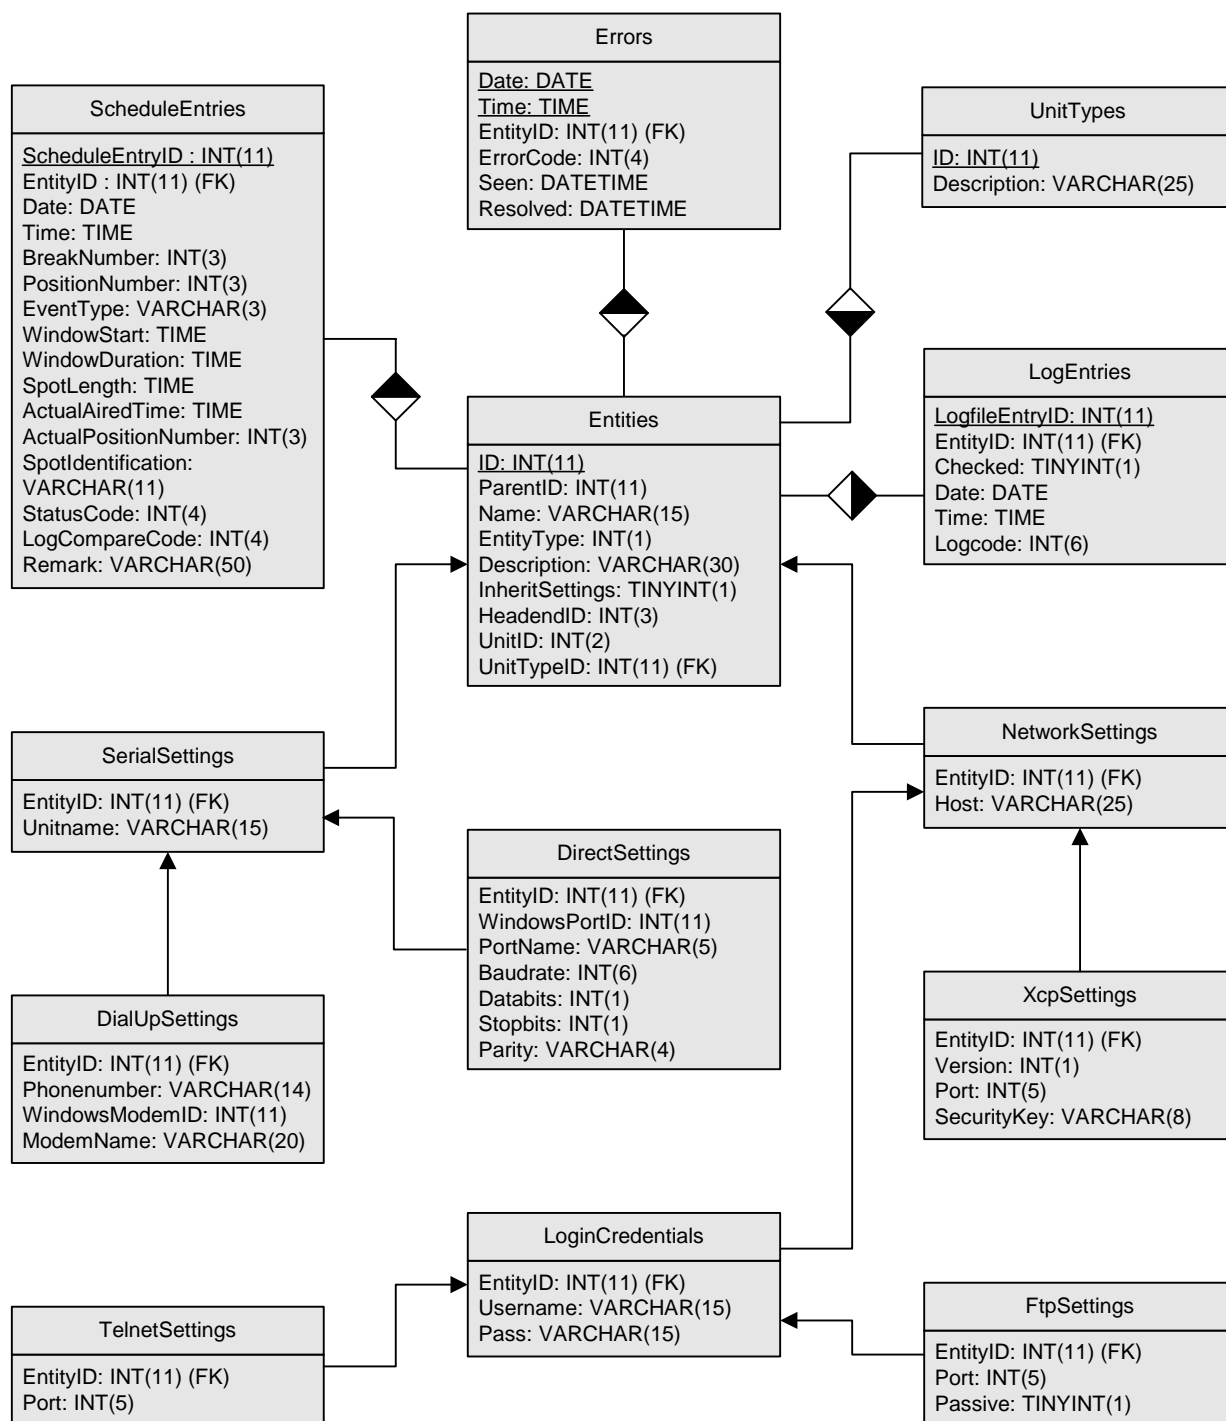 Errors
Date: DATE
Time: TIME
EntityID: INT(11) (FK)
ErrorCode: INT(4)
Seen: DATETIME
Resolved: DATETIME
ScheduleEntries
ScheduleEntryID : INT(11)
EntityID : INT(11) (FK)
Date: DATE
Time: TIME
BreakNumber: INT(3)
PositionNumber: INT(3)
EventType: VARCHAR(3)
WindowStart: TIME
WindowDuration: TIME
SpotLength: TIME
ActualAiredTime: TIME
ActualPositionNumber: INT(3)
SpotIdentification:
VARCHAR(11)
StatusCode: INT(4)
LogCompareCode: INT(4)
Remark: VARCHAR(50)
UnitTypes
ID: INT(11)
Description: VARCHAR(25)
LogEntries
LogfileEntryID: INT(11)
EntityID: INT(11) (FK)
Checked: TINYINT(1)
Date: DATE
Time: TIME
Logcode: INT(6)
Entities
ID: INT(11)
ParentID: INT(11)
Name: VARCHAR(15)
EntityType: INT(1)
Description: VARCHAR(30)
InheritSettings: TINYINT(1)
HeadendID: INT(3)
UnitID: INT(2)
UnitTypeID: INT(11) (FK)
SerialSettings
EntityID: INT(11) (FK)
Unitname: VARCHAR(15)
NetworkSettings
EntityID: INT(11) (FK)
Host: VARCHAR(25)
DirectSettings
EntityID: INT(11) (FK)
WindowsPortID: INT(11)
PortName: VARCHAR(5)
Baudrate: INT(6)
Databits: INT(1)
Stopbits: INT(1)
Parity: VARCHAR(4)
DialUpSettings
EntityID: INT(11) (FK)
Phonenumber: VARCHAR(14)
WindowsModemID: INT(11)
ModemName: VARCHAR(20)
XcpSettings
EntityID: INT(11) (FK)
Version: INT(1)
Port: INT(5)
SecurityKey: VARCHAR(8)
LoginCredentials
EntityID: INT(11) (FK)
Username: VARCHAR(15)
Pass: VARCHAR(15)
TelnetSettings
EntityID: INT(11) (FK)
Port: INT(5)
FtpSettings
EntityID: INT(11) (FK)
Port: INT(5)
Passive: TINYINT(1)